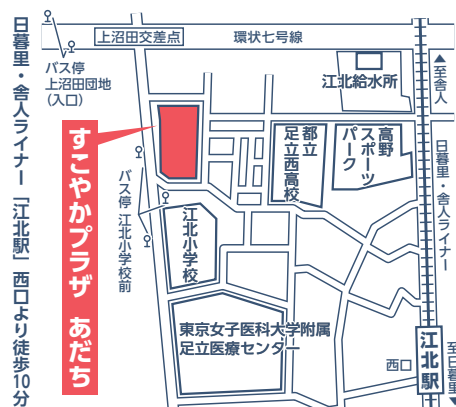 日暮里・舎人ライナー「江北駅」西口より徒歩10分
上沼田交差点
環状七号線
バス停
上沼田団地
(入口)
江北給水所
▲至舎人
すこやかプラザ あだち
都立
足立西高校
高野
スポーツ
パーク
日暮里・舎人ライナー
バス停 江北小学校前
江北小学校
東京女子医科大学附属
足立医療センター
西口
江北駅
至日暮里▼